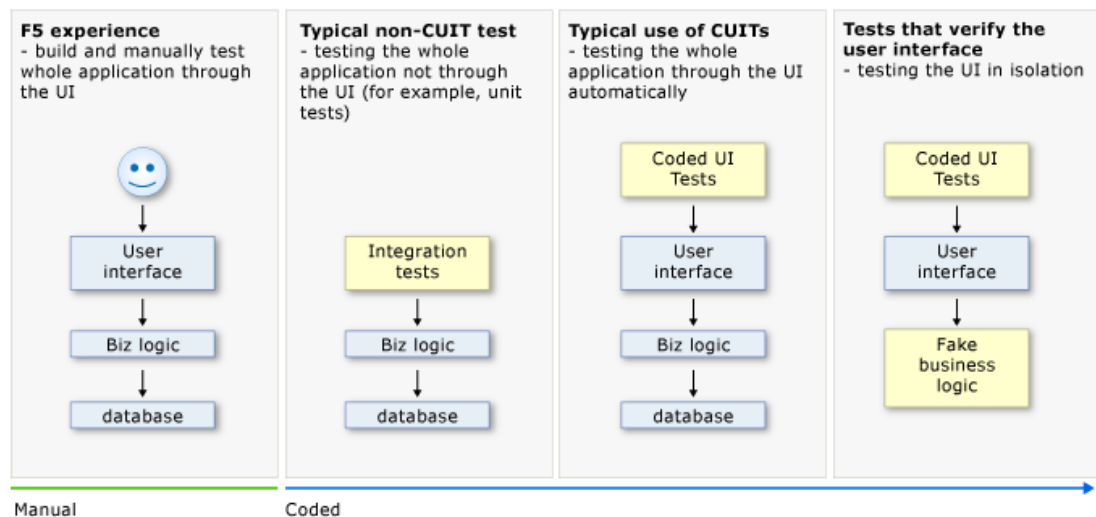 F5 experience
- build and manually test
whole application through
the UI
User
interface
Biz logic
database
Typical non-CUIT test
- testing the whole
application not through
the UI (for example, unit
tests)
Integration
tests
Biz logic
database
Typical use of CUITs
- testing the whole
application through the UI
automatically
Coded UI
Tests
User
interface
Biz logic
database
Tests that verify the
user interface
- testing the UI in isolation
Coded UI
Tests
User
interface
Fake
business
logic
Manual
Coded